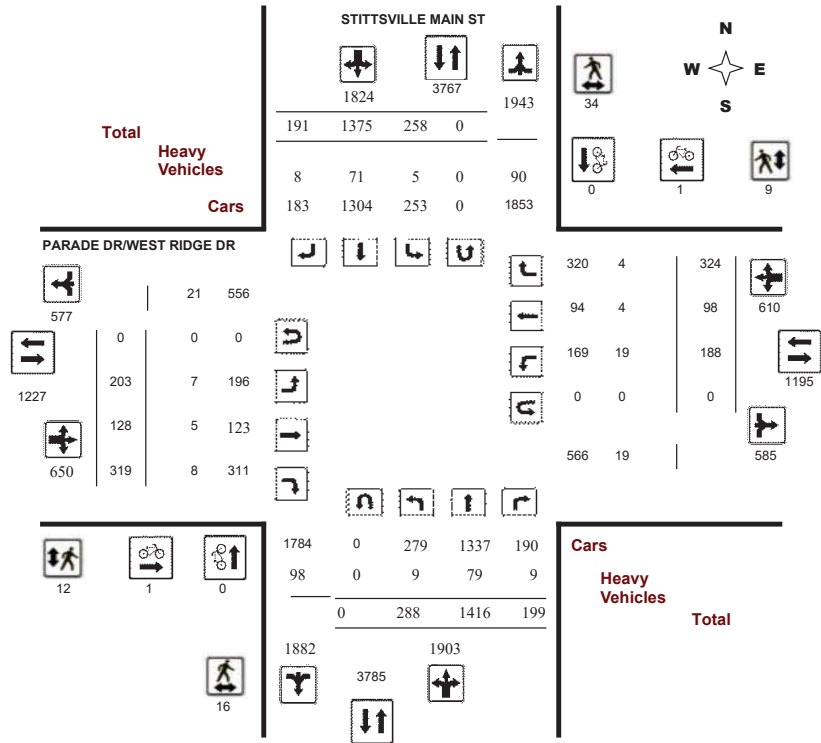 STITTSVILLE MAIN ST
N
W E
S
1824 3767 1943
34
Total 191 1375 258 0
Heavy
Vehicles 8 71 5 0 90
Cars 183 1304 253 0 1853
0 1 9
PARADE DR/WEST RIDGE DR
577 21 556
320 4 324
94 4 98 610
0 0 0
169 19 188
1227 203 7 196
1195
0 0 0
128 5 123
566 19 585
650 319 8 311
1784 0 279 1337 190 Cars
98 0 9 79 9 Heavy
Vehicles
0 288 1416 199 Total
12 1 0
1882 3785 1903
16